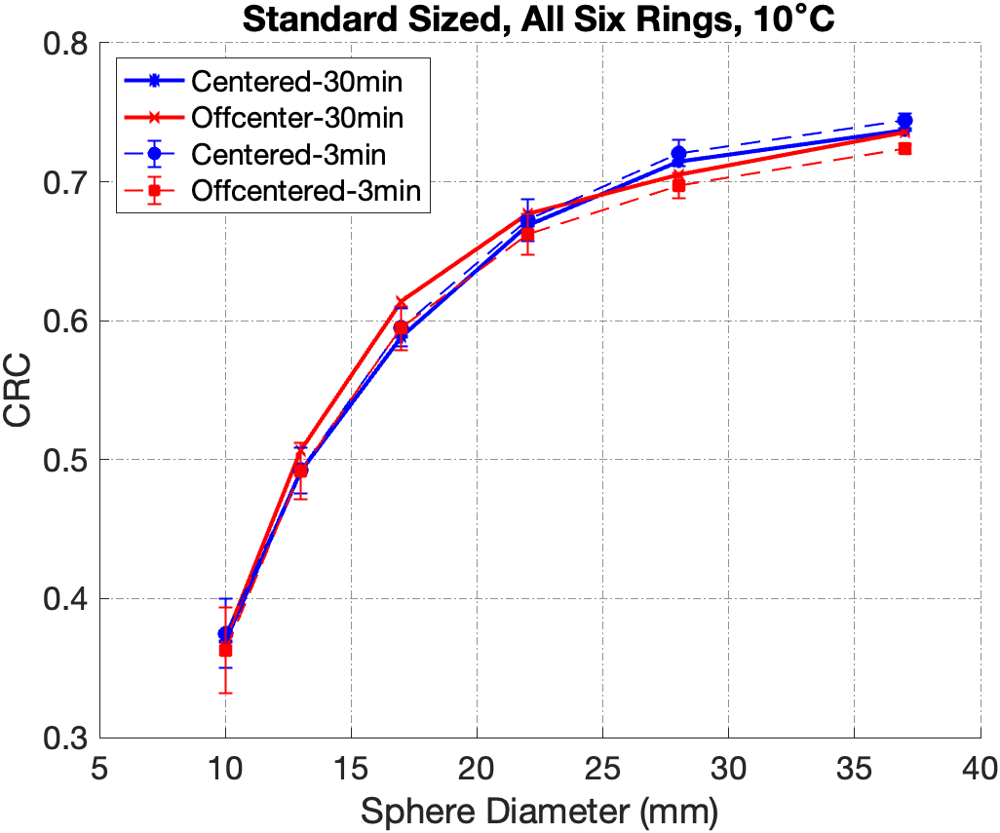 Standard Sized, All Six Rings, 10°C
0.8
0.7
0.6
0.5
0.4
0.3
CRC
Centered-30min
Offcenter-30min
Centered-3min
Offcentered-3min
5 10 15 20 25 30 35 40
Sphere Diameter (mm)